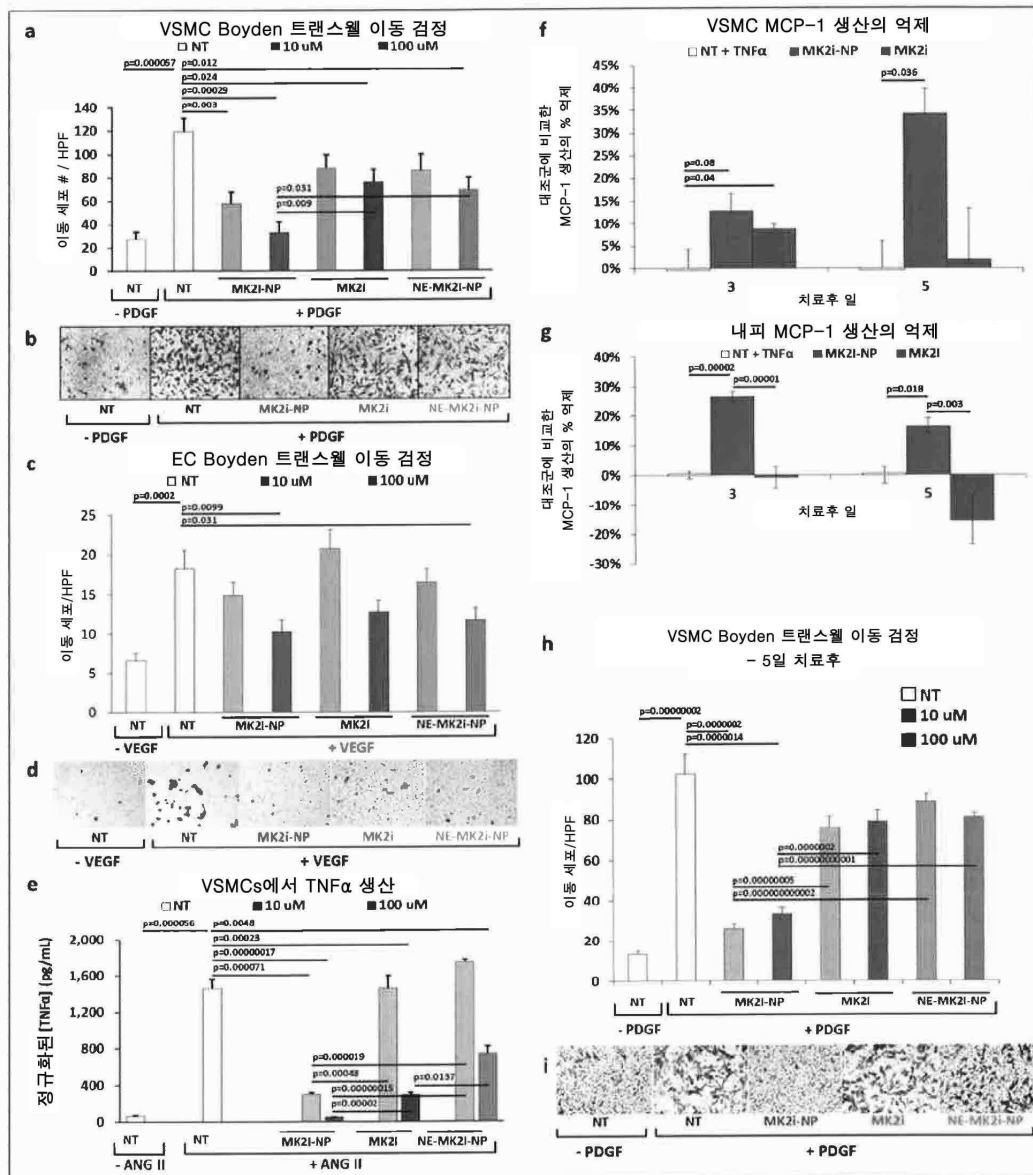 a
VSMC Boyden 트랜스웰 이동 검정
NT 10 uM 100 uM
p=0.000057
p=0.012
p=0.024
p=0.00029
p=0.003
p=0.031
p=0.009
이동 세포 # / HPF
140
120
100
80
60
40
20
0
NT NT MK2i-NP MK2i NE-MK2i-NP
- PDGF + PDGF
b
NT NT MK2i-NP MK2i NE-MK2i-NP
- PDGF + PDGF
c
EC Boyden 트랜스웰 이동 검정
NT 10 uM 100 uM
p=0.0002
p=0.0099
p=0.031
이동 세포/HPF
25
20
15
10
5
0
NT NT MK2i-NP MK2i NE-MK2i-NP
- VEGF + VEGF
d
NT NT MK2i-NP MK2i NE-MK2i-NP
- VEGF + VEGF
e
VSMCs에서 TNFα 생산
NT 10 uM 100 uM
p=0.000056
p=0.0048
p=0.00023
p=0.00000017
p=0.000071
p=0.000019
p=0.00048
p=0.0137
p=0.00000015
p=0.00002
정규화된 [TNFα] (pg/mL)
2,000
1,600
1,200
800
400
0
NT NT MK2i-NP MK2i NE-MK2i-NP
- ANG II + ANG II
f
VSMC MCP-1 생산의 억제
NT + TNFα MK2i-NP MK2i
p=0.08
p=0.04
p=0.036
대조군에 비교한
MCP-1 생산의 % 억제
45%
40%
35%
30%
25%
20%
15%
10%
5%
0%
3 5
치료후 일
g
내피 MCP-1 생산의 억제
NT + TNFα MK2i-NP MK2i
p=0.00002
p=0.00001
p=0.018
p=0.003
대조군에 비교한
MCP-1 생산의 % 억제
40%
30%
20%
10%
0%
-10%
-20%
-30%
3 5
치료후 일
h
VSMC Boyden 트랜스웰 이동 검정
– 5일 치료후
NT
10 uM
100 uM
p=0.00000002
p=0.0000002
p=0.0000014
p=0.0000002
p=0.00000000001
p=0.00000005
p=0.000000000002
이동 세포/HPF
120
100
80
60
40
20
0
NT NT MK2i-NP MK2i NE-MK2i-NP
- PDGF + PDGF
i
NT NT MK2i-NP MK2i NE-MK2i-NP
- PDGF + PDGF